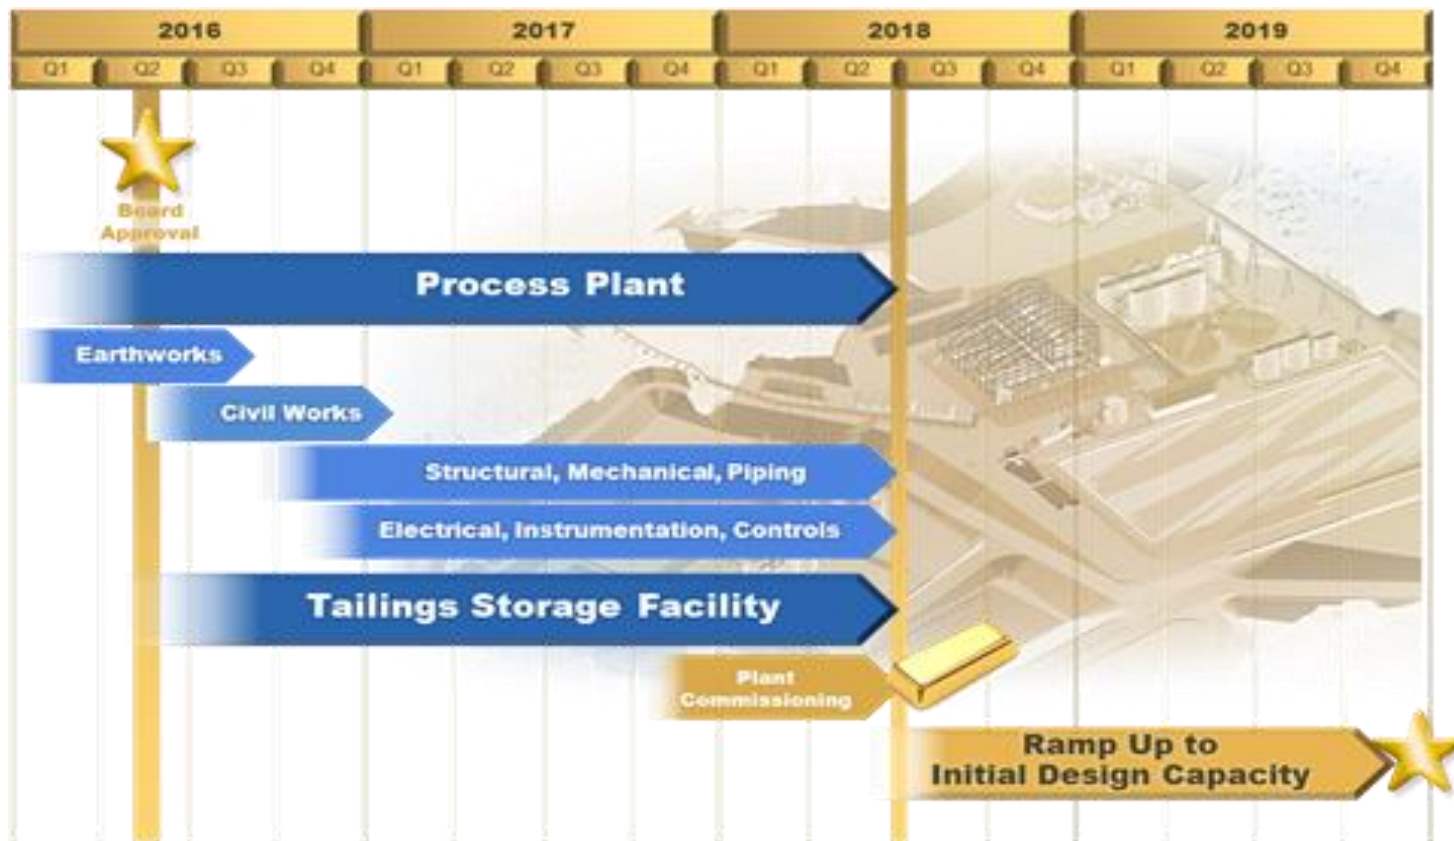 2016 2017 2018 2019
Q1 Q2 Q3 Q4 Q1 Q2 Q3 Q4 Q1 Q2 Q3 Q4 Q1 Q2 Q3 Q4
Board
Approval
Process Plant
Earthworks
Civil Works
Structural, Mechanical, Piping
Electrical, Instrumentation, Controls
Tailings Storage Facility
Plant
Commissioning
Ramp Up to
Initial Design Capacity